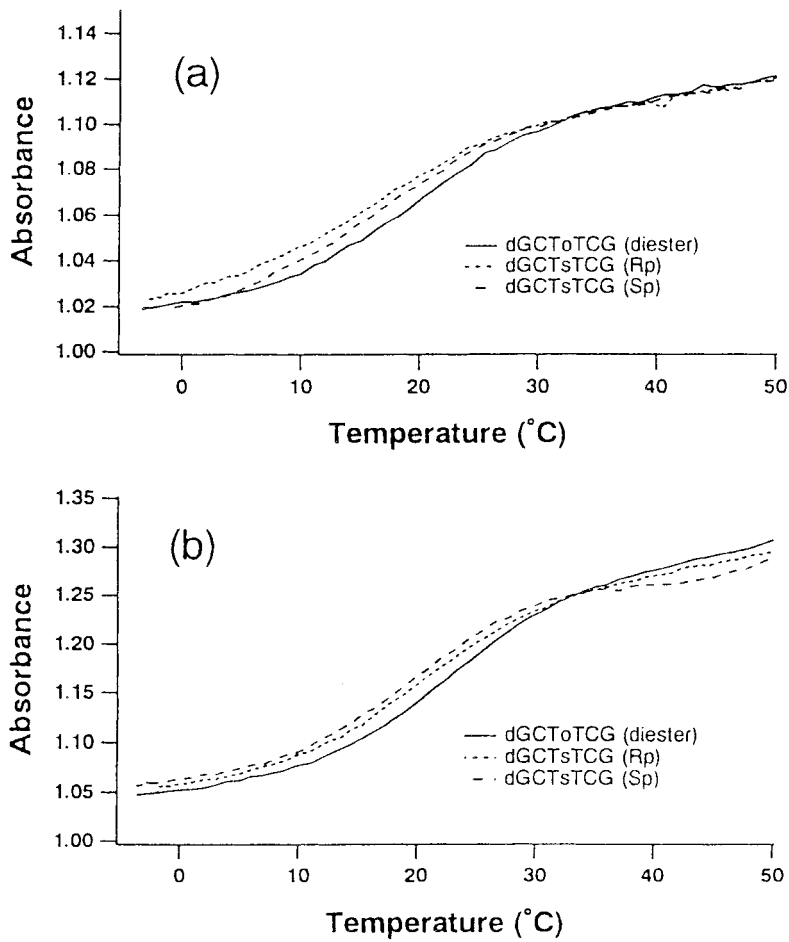 (a)
Absorbance
1.14
1.12
1.10
1.08
1.06
1.04
1.02
1.00
dGCToTCG (diester)
dGCTsTCG (Rp)
dGCTsTCG (Sp)
0 10 20 30 40 50
Temperature (°C)
(b)
Absorbance
1.35
1.30
1.25
1.20
1.15
1.10
1.05
1.00
dGCToTCG (diester)
dGCTsTCG (Rp)
dGCTsTCG (Sp)
0 10 20 30 40 50
Temperature (°C)